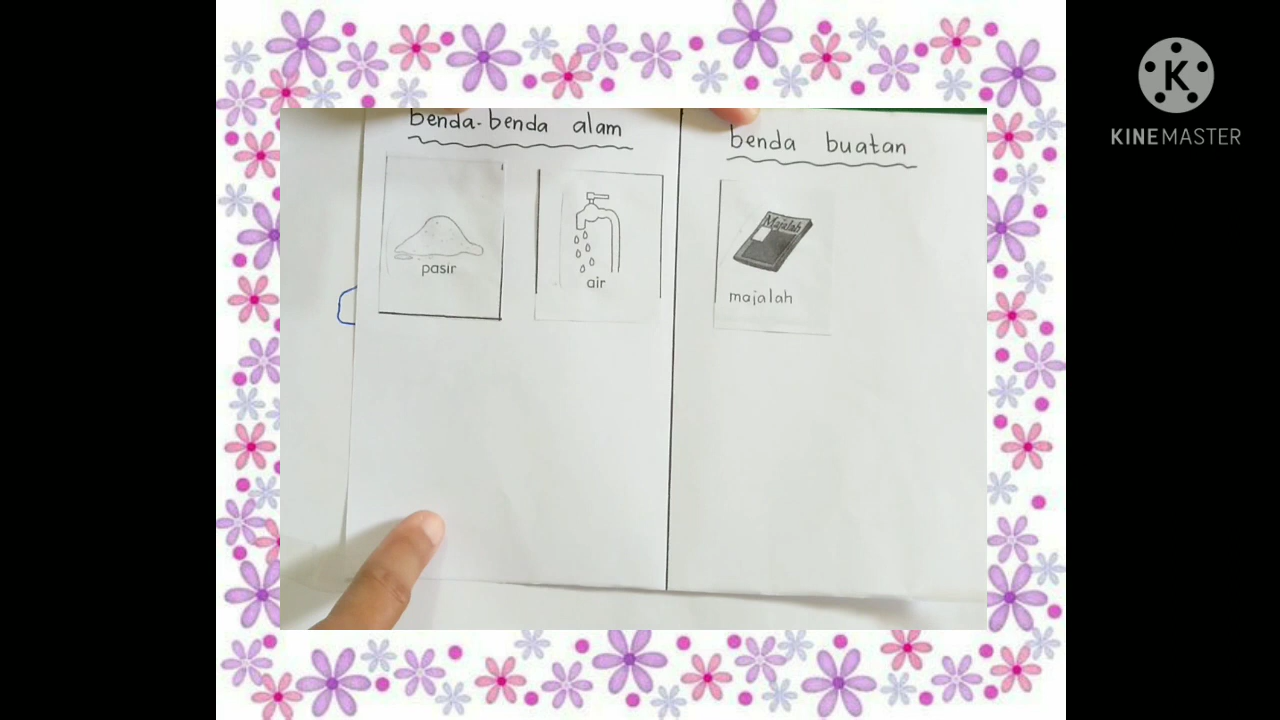 benda-benda alam
benda buatan
pasir
air
Majalah
majalah
K
KINEMASTER